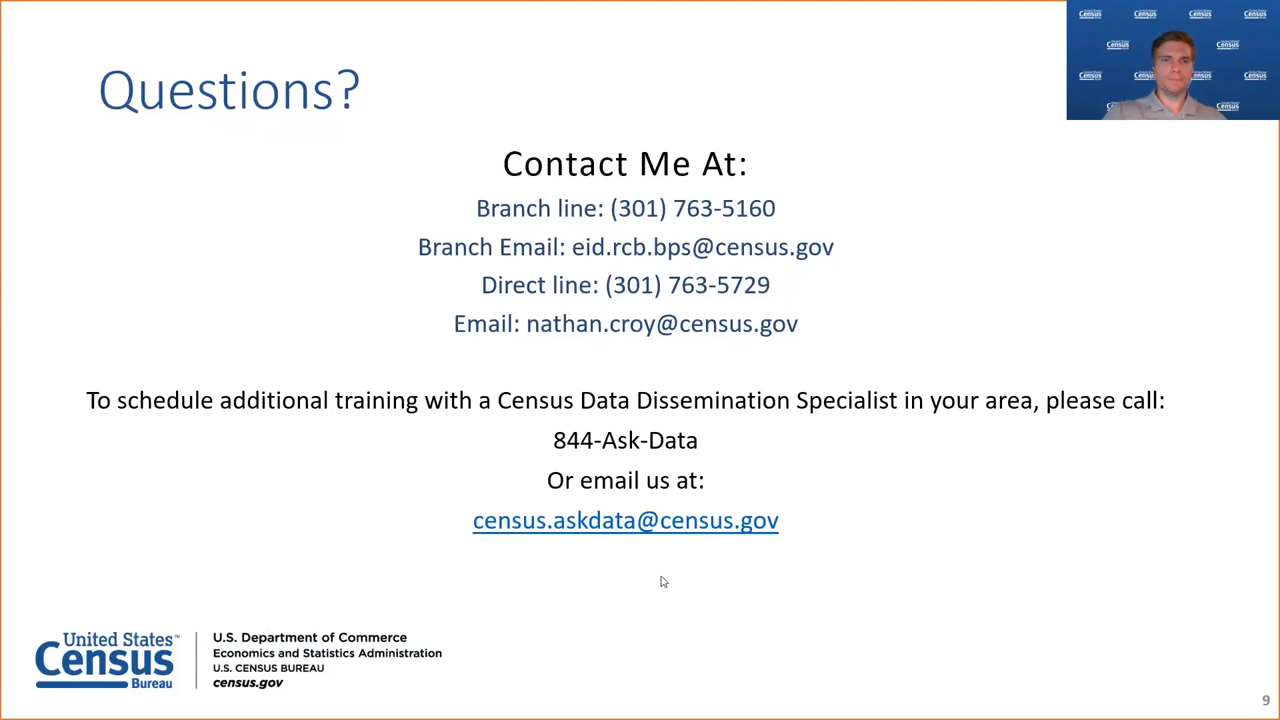 Questions?
Contact Me At:
Branch line: (301) 763-5160
Branch Email: eid.rcb.bps@census.gov
Direct line: (301) 763-5729
Email: nathan.croy@census.gov
To schedule additional training with a Census Data Dissemination Specialist in your area, please call:
844-Ask-Data
Or email us at:
census.askdata@census.gov
United States™
Census
Bureau
U.S. Department of Commerce
Economics and Statistics Administration
U.S. CENSUS BUREAU
census.gov
9